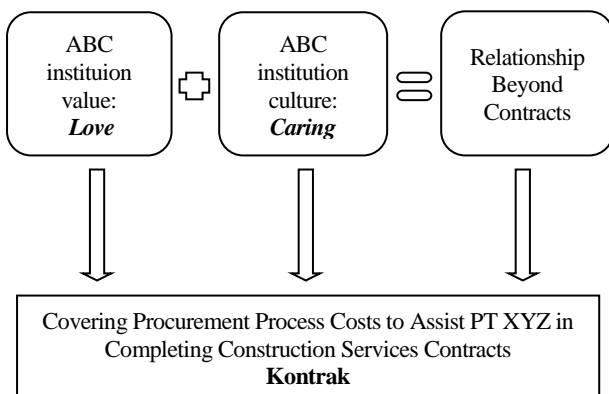 ABC
instituion
value:
Love
ABC
institution
culture:
Caring
Relationship
Beyond
Contracts
Covering Procurement Process Costs to Assist PT XYZ in
Completing Construction Services Contracts
Kontrak